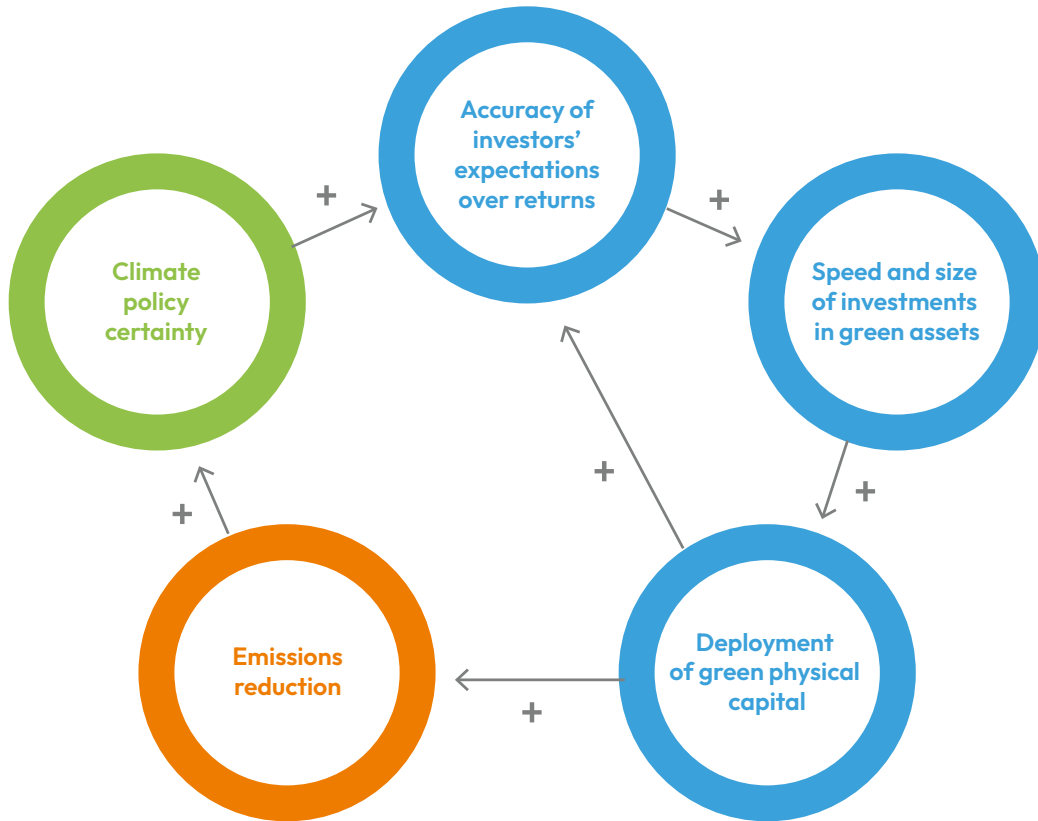 Accuracy of
investors’
expectations
over returns
+
+
Climate
policy
certainty
Speed and size
of investments
in green assets
+
+
+
Emissions
reduction
Deployment
of green physical
capital
+